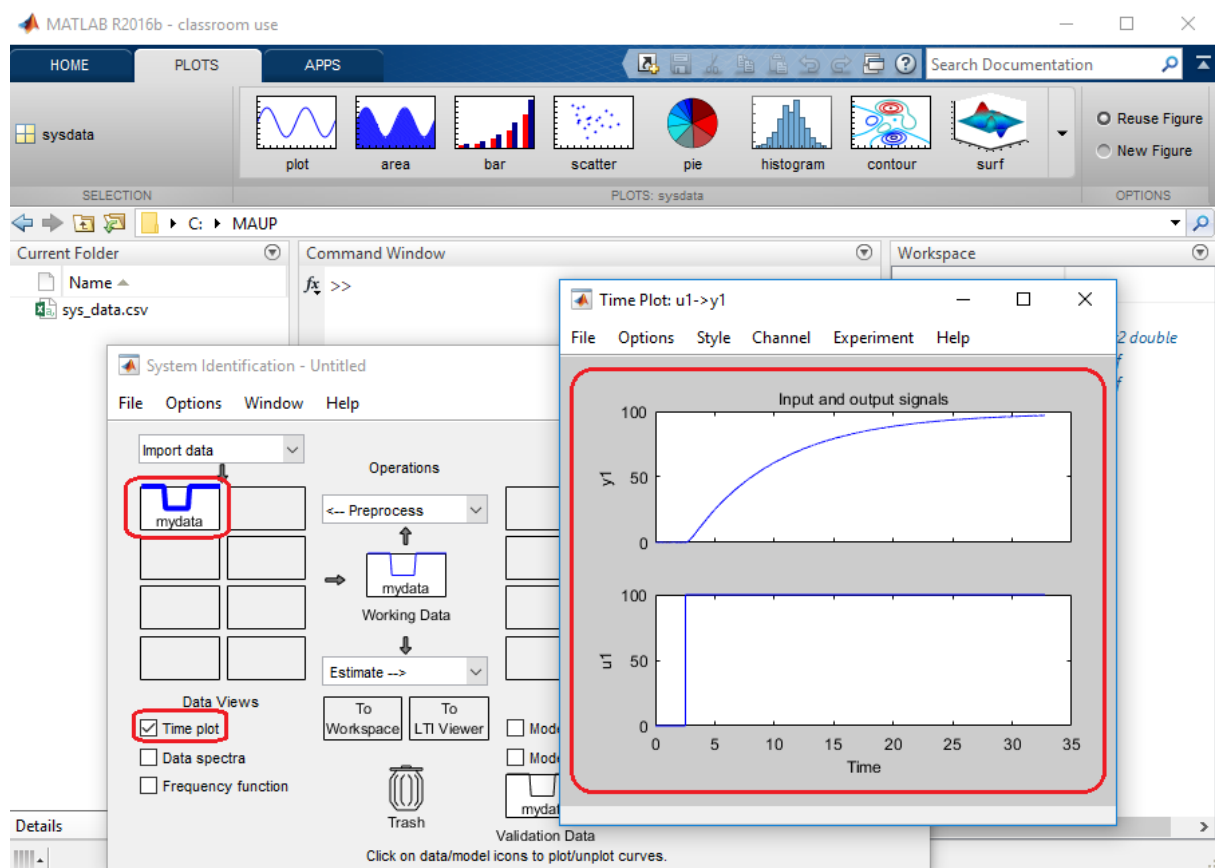 MATLAB R2016b - classroom use
HOME PLOTS APPS
Search Documentation
sysdata
plot area bar scatter pie histogram contour surf
Reuse Figure
New Figure
SELECTION PLOTS: sysdata OPTIONS
C: MAUP
Current Folder
Name
sys_data.csv
Command Window
fx >>
Workspace
2 double
Details
System Identification - Untitled
File Options Window Help
Import data
Operations
mydata
<-- Preprocess
mydata
Working Data
Estimate -->
Data Views
Time plot
Data spectra
Frequency function
To Workspace
To LTI Viewer
Trash
Validation Data
Click on data/model icons to plot/unplot curves.
Time Plot: u1->y1
File Options Style Channel Experiment Help
Input and output signals
100
50
0
y1
100
50
0
u1
0 5 10 15 20 25 30 35
Time